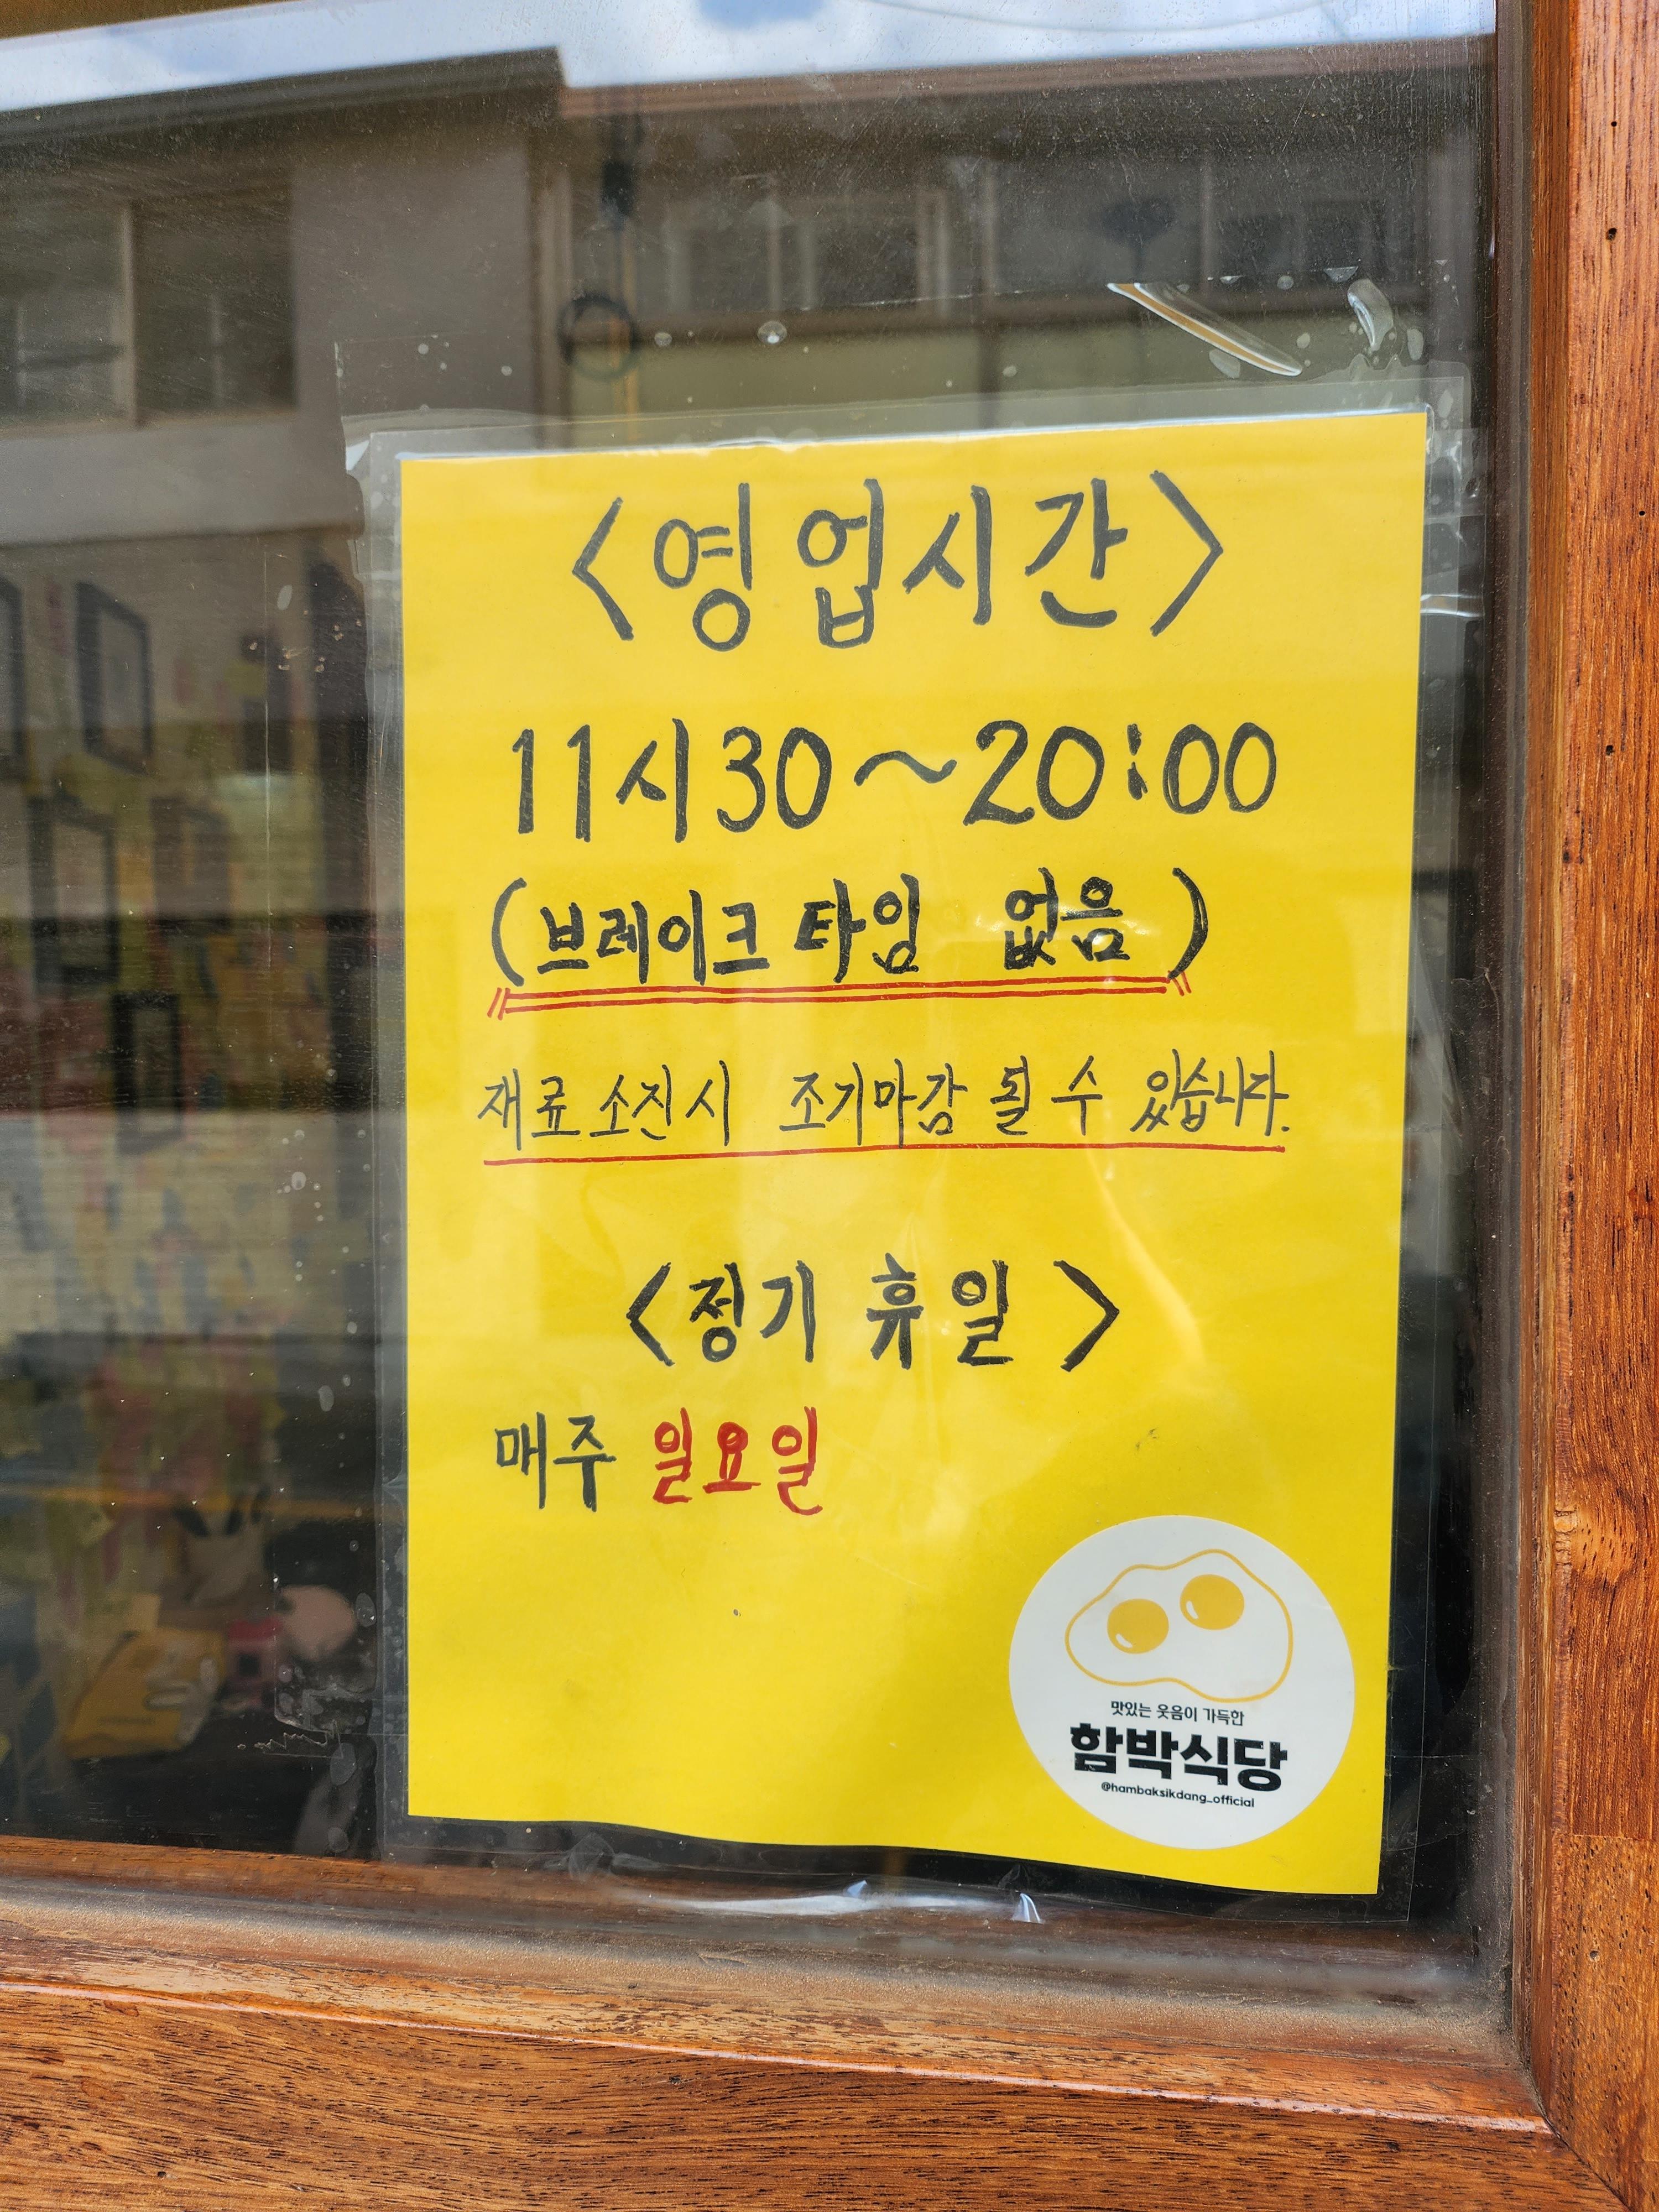 <영업시간>
11시30~20:00
(브레이크타임 없음)
재료소진시 조기마감 될 수 있습니다.
<정기 휴일>
매주 일요일
맛있는 웃음이 가득한
함박식당
@hambaksikdang_official